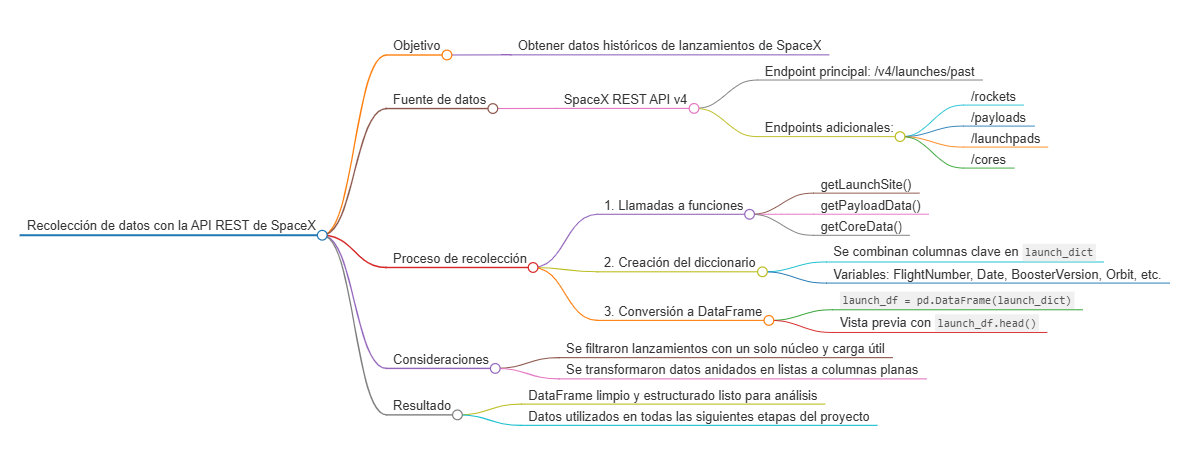 Recolección de datos con la API REST de SpaceX
Objetivo
Obtener datos históricos de lanzamientos de SpaceX
Fuente de datos
SpaceX REST API v4
Endpoint principal: /v4/launches/past
Endpoints adicionales:
/rockets
/payloads
/launchpads
/cores
Proceso de recolección
1. Llamadas a funciones
getLaunchSite()
getPayloadData()
getCoreData()
2. Creación del diccionario
Se combinan columnas clave en launch_dict
Variables: FlightNumber, Date, BoosterVersion, Orbit, etc.
3. Conversión a DataFrame
launch_df = pd.DataFrame(launch_dict)
Vista previa con launch_df.head()
Consideraciones
Se filtraron lanzamientos con un solo núcleo y carga útil
Se transformaron datos anidados en listas a columnas planas
Resultado
DataFrame limpio y estructurado listo para análisis
Datos utilizados en todas las siguientes etapas del proyecto